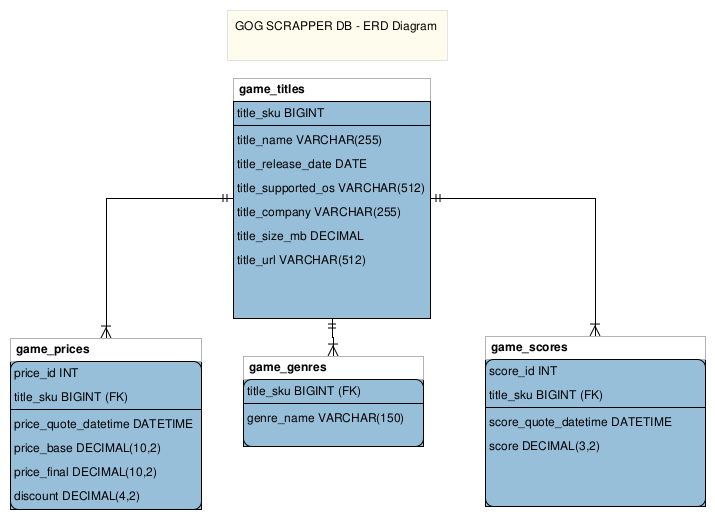 GOG SCRAPPER DB - ERD Diagram
game_titles
title_sku BIGINT
title_name VARCHAR(255)
title_release_date DATE
title_supported_os VARCHAR(512)
title_company VARCHAR(255)
title_size_mb DECIMAL
title_url VARCHAR(512)
game_prices
price_id INT
title_sku BIGINT (FK)
price_quote_datetime DATETIME
price_base DECIMAL(10,2)
price_final DECIMAL(10,2)
discount DECIMAL(4,2)
game_genres
title_sku BIGINT (FK)
genre_name VARCHAR(150)
game_scores
score_id INT
title_sku BIGINT (FK)
score_quote_datetime DATETIME
score DECIMAL(3,2)